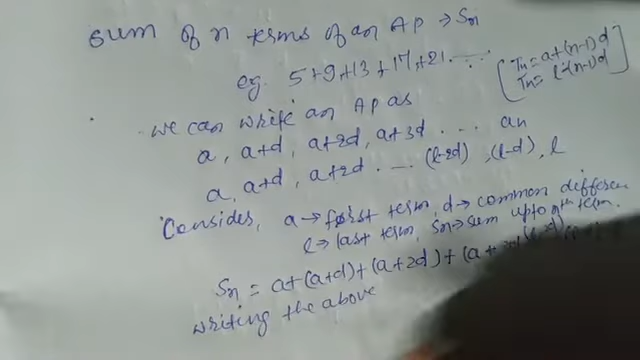 Sum of n terms of an AP → Sn
eg. 5+9+13+17+21.....
[Tn = a+(n-1)d
Tn = l-(n-1)d]
we can write an AP as
a, a+d, a+2d, a+3d ... an
a, a+d, a+2d ... (l-2d), (l-d), l
Consider, a → first term, d → common differen
l → last term, Sn → sum upto nth term.
Sn = a+(a+d)+(a+2d)+(a+
writing the above